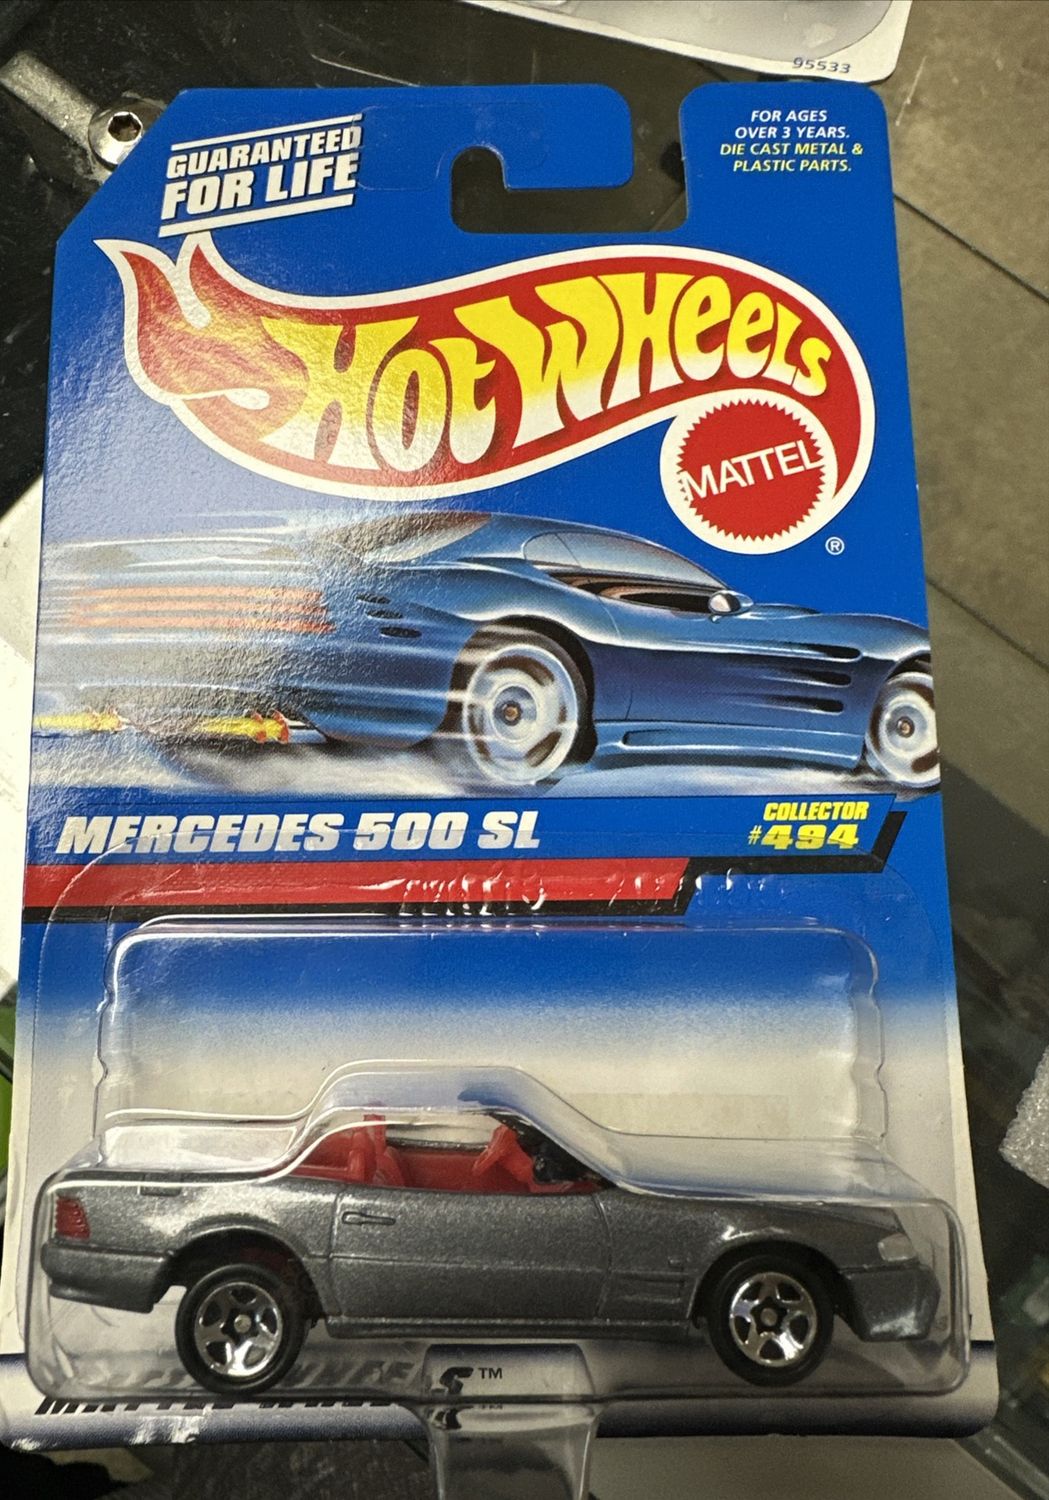 95533
GUARANTEED
FOR LIFE
FOR AGES
OVER 3 YEARS.
DIE CAST METAL &
PLASTIC PARTS.
HOT WHEELS
MATTEL
®
MERCEDES 500 SL
COLLECTOR
#494
TM